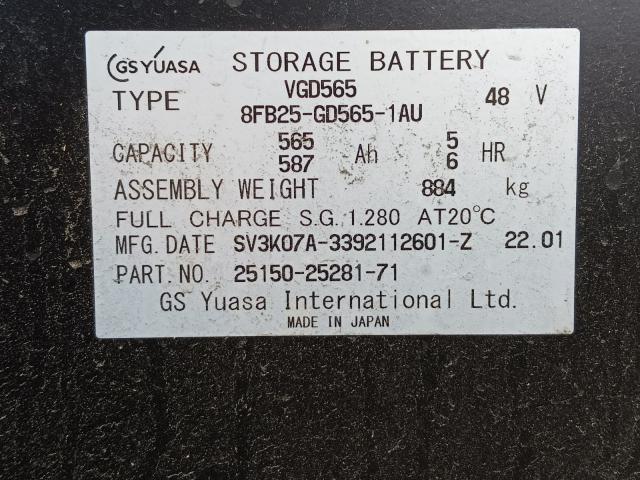 GS YUASA STORAGE BATTERY
TYPE VGD565 48 V
8FB25-GD565-1AU
CAPACITY 565 Ah 5 HR
587 6
ASSEMBLY WEIGHT 884 kg
FULL CHARGE S.G. 1.280 AT20℃
MFG. DATE SV3K07A-3392112601-Z 22.01
PART. NO. 25150-25281-71
GS Yuasa International Ltd.
MADE IN JAPAN